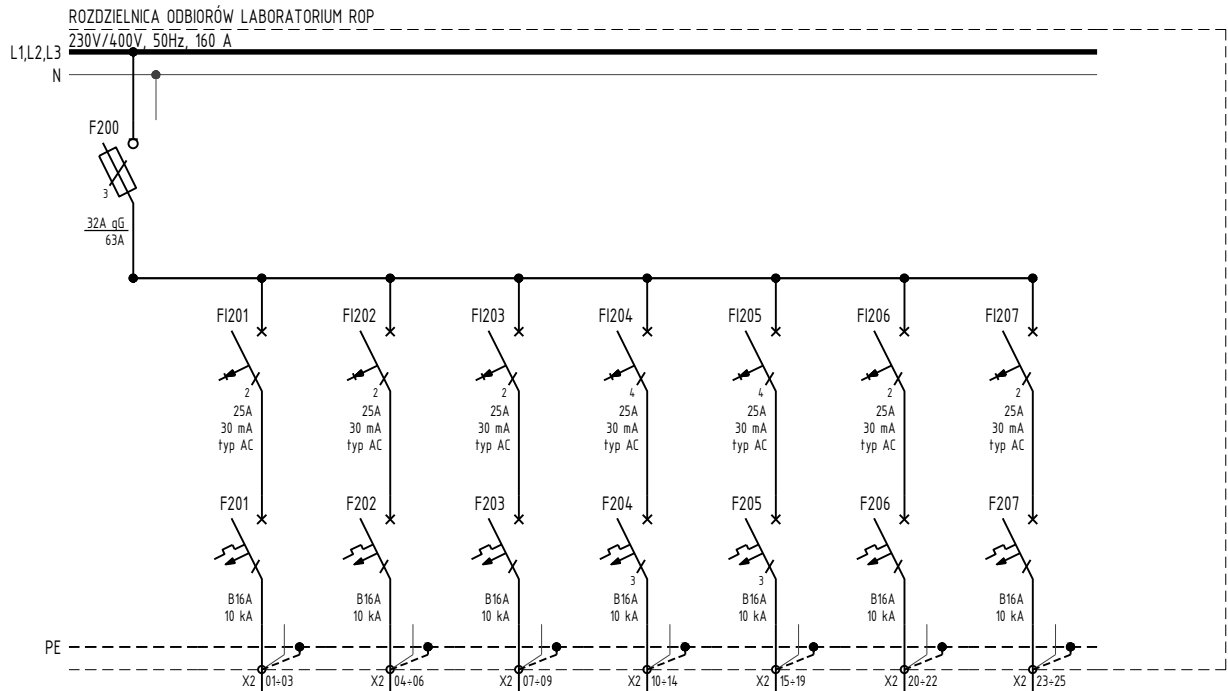 ROZDZIELNICA ODBIORÓW LABORATORIUM ROP
230V/400V, 50Hz, 160 A
L1,L2,L3
N
F200
3
32A gG
63A
FI201 FI202 FI203 FI204 FI205 FI206 FI207
2 2 2 4 4 2 2
25A 25A 25A 25A 25A 25A 25A
30 mA 30 mA 30 mA 30 mA 30 mA 30 mA 30 mA
typ AC typ AC typ AC typ AC typ AC typ AC typ AC
F201 F202 F203 F204 F205 F206 F207
3 3
B16A B16A B16A B16A B16A B16A B16A
10 kA 10 kA 10 kA 10 kA 10 kA 10 kA 10 kA
PE
X2 01÷03 X2 04÷06 X2 07÷09 X2 10÷14 X2 15÷19 X2 20÷22 X2 23÷25